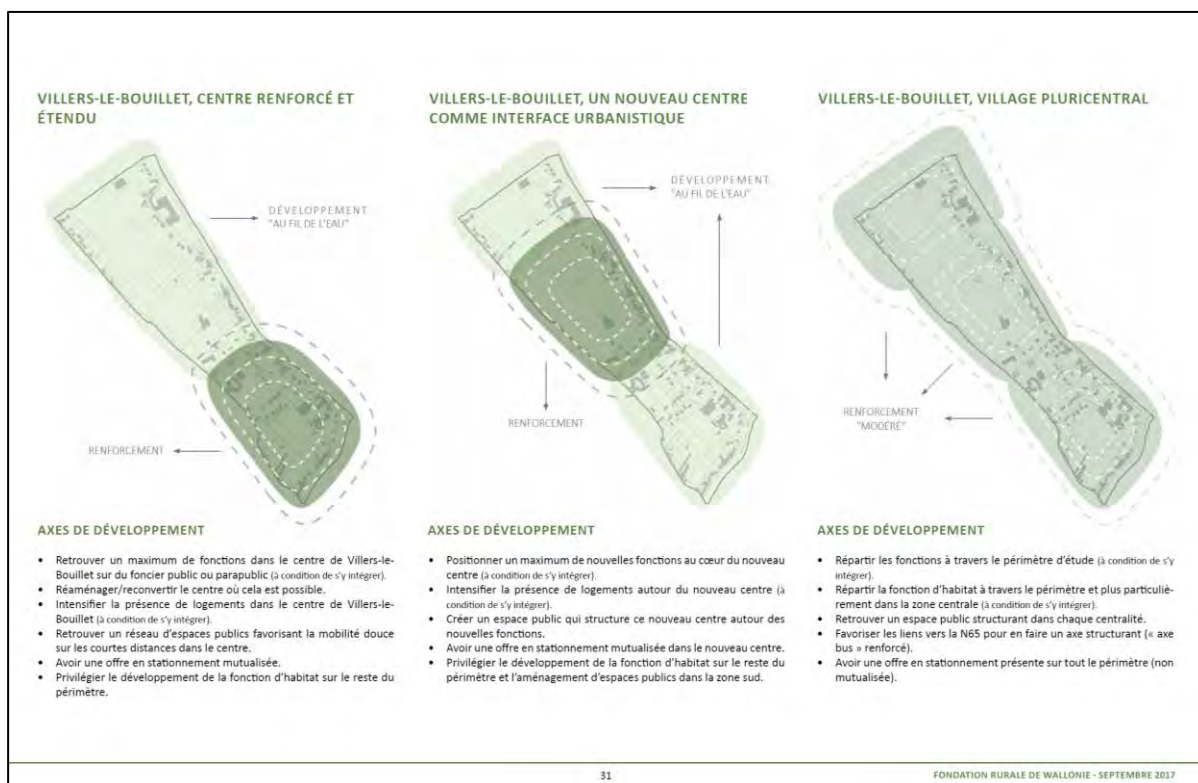 VILLERS-LE-BOUILLET, CENTRE RENFORCÉ ET
ÉTENDU
DÉVELOPPEMENT
"AU FIL DE L'EAU"
RENFORCEMENT
AXES DE DÉVELOPPEMENT
• Retrouver un maximum de fonctions dans le centre de Villers-le-
Bouillet sur du foncier public ou parapublic (à condition de s'y intégrer).
• Réaménager/reconvertir le centre où cela est possible.
• Intensifier la présence de logements dans le centre de Villers-le-
Bouillet (à condition de s'y intégrer).
• Retrouver un réseau d'espaces publics favorisant la mobilité douce
sur les courtes distances dans le centre.
• Avoir une offre en stationnement mutualisée.
• Privilégier le développement de la fonction d'habitat sur le reste du
périmètre.
VILLERS-LE-BOUILLET, UN NOUVEAU CENTRE
COMME INTERFACE URBANISTIQUE
DÉVELOPPEMENT
"AU FIL DE L'EAU"
RENFORCEMENT
AXES DE DÉVELOPPEMENT
• Positionner un maximum de nouvelles fonctions au cœur du nouveau
centre (à condition de s'y intégrer).
• Intensifier la présence de logements autour du nouveau centre (à
condition de s'y intégrer).
• Créer un espace public qui structure ce nouveau centre autour des
nouvelles fonctions.
• Avoir une offre en stationnement mutualisée dans le nouveau centre.
• Privilégier le développement de la fonction d'habitat sur le reste du
périmètre et l'aménagement d'espaces publics dans la zone sud.
VILLERS-LE-BOUILLET, VILLAGE PLURICENTRAL
RENFORCEMENT
"MODÉRÉ"
AXES DE DÉVELOPPEMENT
• Répartir les fonctions à travers le périmètre d'étude (à condition de s'y
intégrer).
• Répartir la fonction d'habitat à travers le périmètre et plus particuliè-
rement dans la zone centrale (à condition de s'y intégrer).
• Retrouver un espace public structurant dans chaque centralité.
• Favoriser les liens vers la N65 pour en faire un axe structurant (« axe
bus » renforcé).
• Avoir une offre en stationnement présente sur tout le périmètre (non
mutualisée).
31
FONDATION RURALE DE WALLONIE - SEPTEMBRE 2017